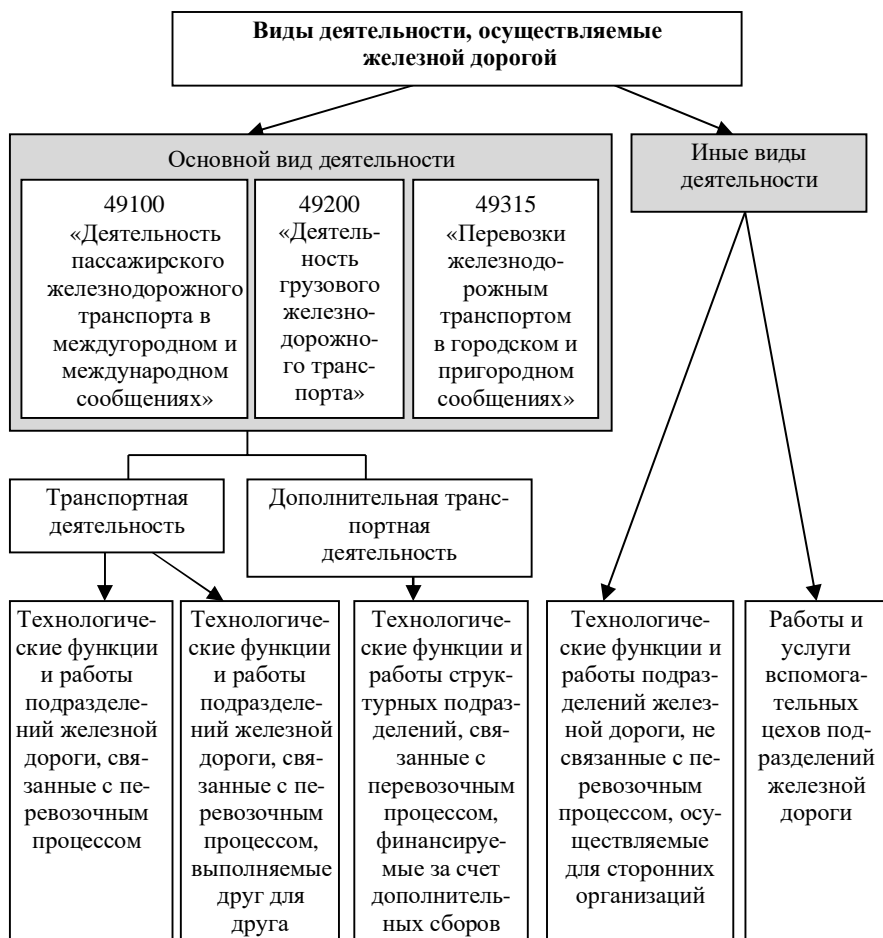 Виды деятельности, осуществляемые
железной дорогой
Основной вид деятельности
49100
«Деятельность
пассажирского
железнодорожного
транспорта в
междугородном и
международном
сообщениях»
49200
«Деятель-
ность
грузового
железно-
дорожно-
го транс-
порта»
49315
«Перевозки
железнодо-
рожным
транспортом
в городском и
пригородном
сообщениях»
Иные виды
деятельности
Транспортная
деятельность
Дополнительная транс-
портная
деятельность
Технологиче-
ские функции
и работы
подразделе-
ний железной
дороги, свя-
занные с пе-
ревозочным
процессом
Технологиче-
ские функции
и работы
подразделе-
ний железной
дороги, свя-
занные с пе-
ревозочным
процессом,
выполняемые
друг для
друга
Технологиче-
ские функции и
работы струк-
турных подраз-
делений, свя-
занные с
перевозочным
процессом,
финансируе-
мые за счет
дополнитель-
ных сборов
Технологиче-
ские функции и
работы подраз-
делений желез-
ной дороги, не
связанные с пе-
ревозочным
процессом, осу-
ществляемые
для сторонних
организаций
Работы и
услуги
вспомога-
тельных
цехов под-
разделений
железной
дороги